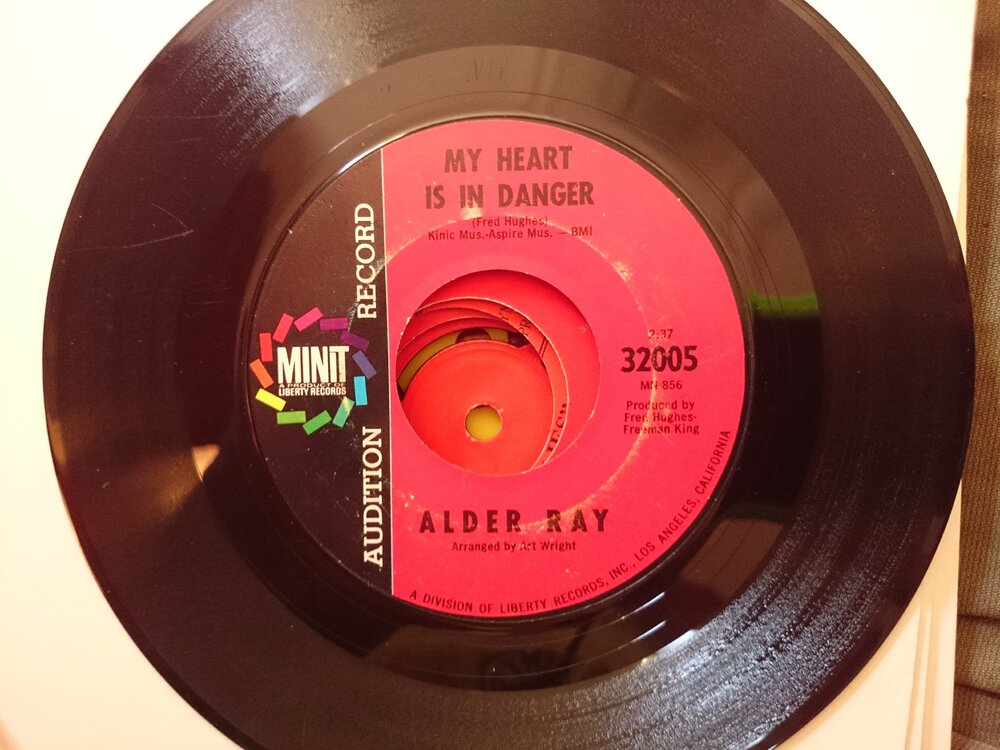 MY HEART
IS IN DANGER
(Fred Hughes)
Kinic Mus.-Aspire Mus. — BMI
AUDITION RECORD
MINIT
A PRODUCT OF
LIBERTY RECORDS
2:37
32005
MN-856
Produced by
Fred Hughes-
Freeman King
ALDER RAY
Arranged by Art Wright
A DIVISION OF LIBERTY RECORDS, INC., LOS ANGELES, CALIFORNIA